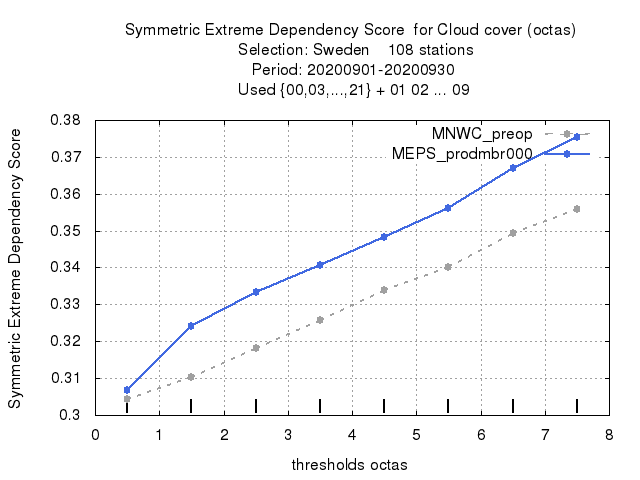 Symmetric Extreme Dependency Score  for Cloud cover (octas)
Selection: Sweden    108 stations
Period: 20200901-20200930
Used {00,03,...,21} + 01 02 ... 09
MNWC_preop
MEPS_prodmbr000
Symmetric Extreme Dependency Score
0.38
0.37
0.36
0.35
0.34
0.33
0.32
0.31
0.3
0 1 2 3 4 5 6 7 8
thresholds octas